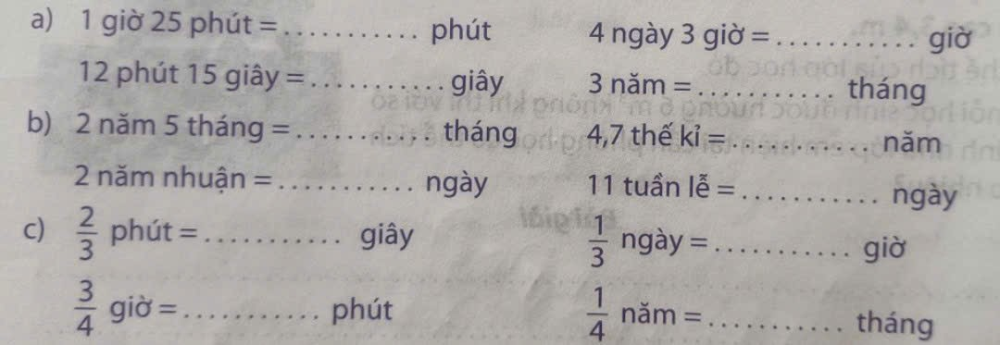 a) 1 giờ 25 phút = . . . . . . . . . . . . phút 4 ngày 3 giờ = . . . . . . . . . . . . giờ
12 phút 15 giây = . . . . . . . . . . . . giây 3 năm = . . . . . . . . . . . . tháng
b) 2 năm 5 tháng = . . . . . . . . . . . . tháng 4,7 thế kỉ = . . . . . . . . . . . . năm
2 năm nhuận = . . . . . . . . . . . . ngày 11 tuần lễ = . . . . . . . . . . . . ngày
c) 2/3 phút = . . . . . . . . . . . . giây 1/3 ngày = . . . . . . . . . . . . giờ
3/4 giờ = . . . . . . . . . . . . phút 1/4 năm = . . . . . . . . . . . . tháng